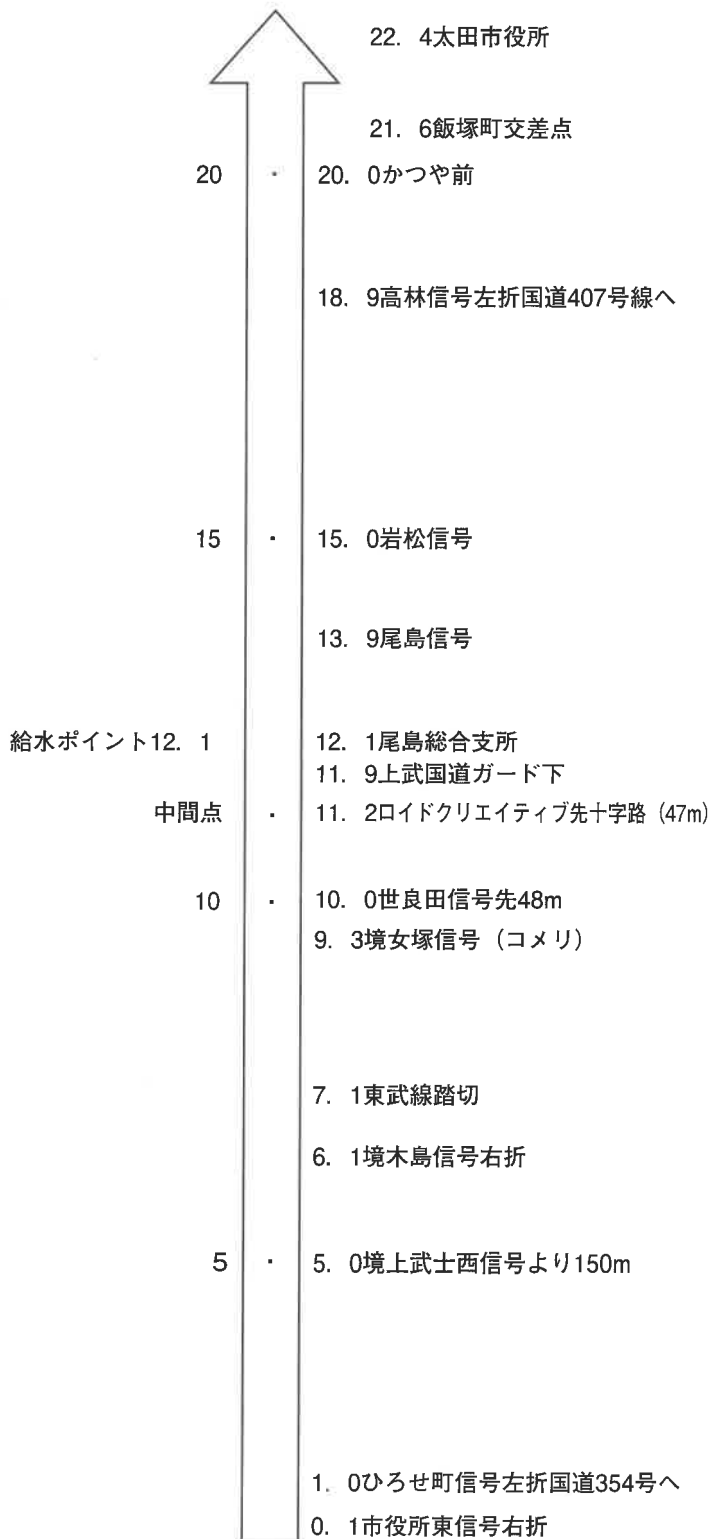 22. 4太田市役所
21. 6飯塚町交差点
20 ・ 20. 0かつや前
18. 9高林信号左折国道407号線へ
15 ・ 15. 0岩松信号
13. 9尾島信号
給水ポイント12. 1 12. 1尾島総合支所
11. 9上武国道ガード下
中間点 ・ 11. 2ロイドクリエイティブ先十字路（47m）
10 ・ 10. 0世良田信号先48m
9. 3境女塚信号（コメリ）
7. 1東武線踏切
6. 1境木島信号右折
5 ・ 5. 0境上武士西信号より150m
1. 0ひろせ町信号左折国道354号へ
0. 1市役所東信号右折